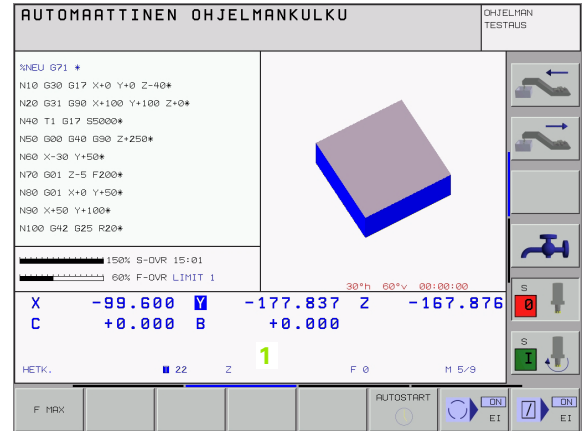 AUTOMAATTINEN OHJELMANKULKU
OHJELMAN
TESTAUS
%NEU G71 *
N10 G30 G17 X+0 Y+0 Z-40*
N20 G31 G90 X+100 Y+100 Z+0*
N40 T1 G17 S5000*
N50 G00 G40 G90 Z+250*
N60 X-30 Y+50*
N70 G01 Z-5 F200*
N80 G01 X+0 Y+50*
N90 X+50 Y+100*
N100 G42 G25 R20*
150% S-OVR 15:01
60% F-OVR LIMIT 1
30°h 60°v 00:00:00
X -99.600 Y -177.837 Z -167.876
C +0.000 B +0.000
1
HETK. T 22 Z F 0 M 5/9
S
0
S
I
F MAX
AUTOSTART
ON
EI
ON
EI